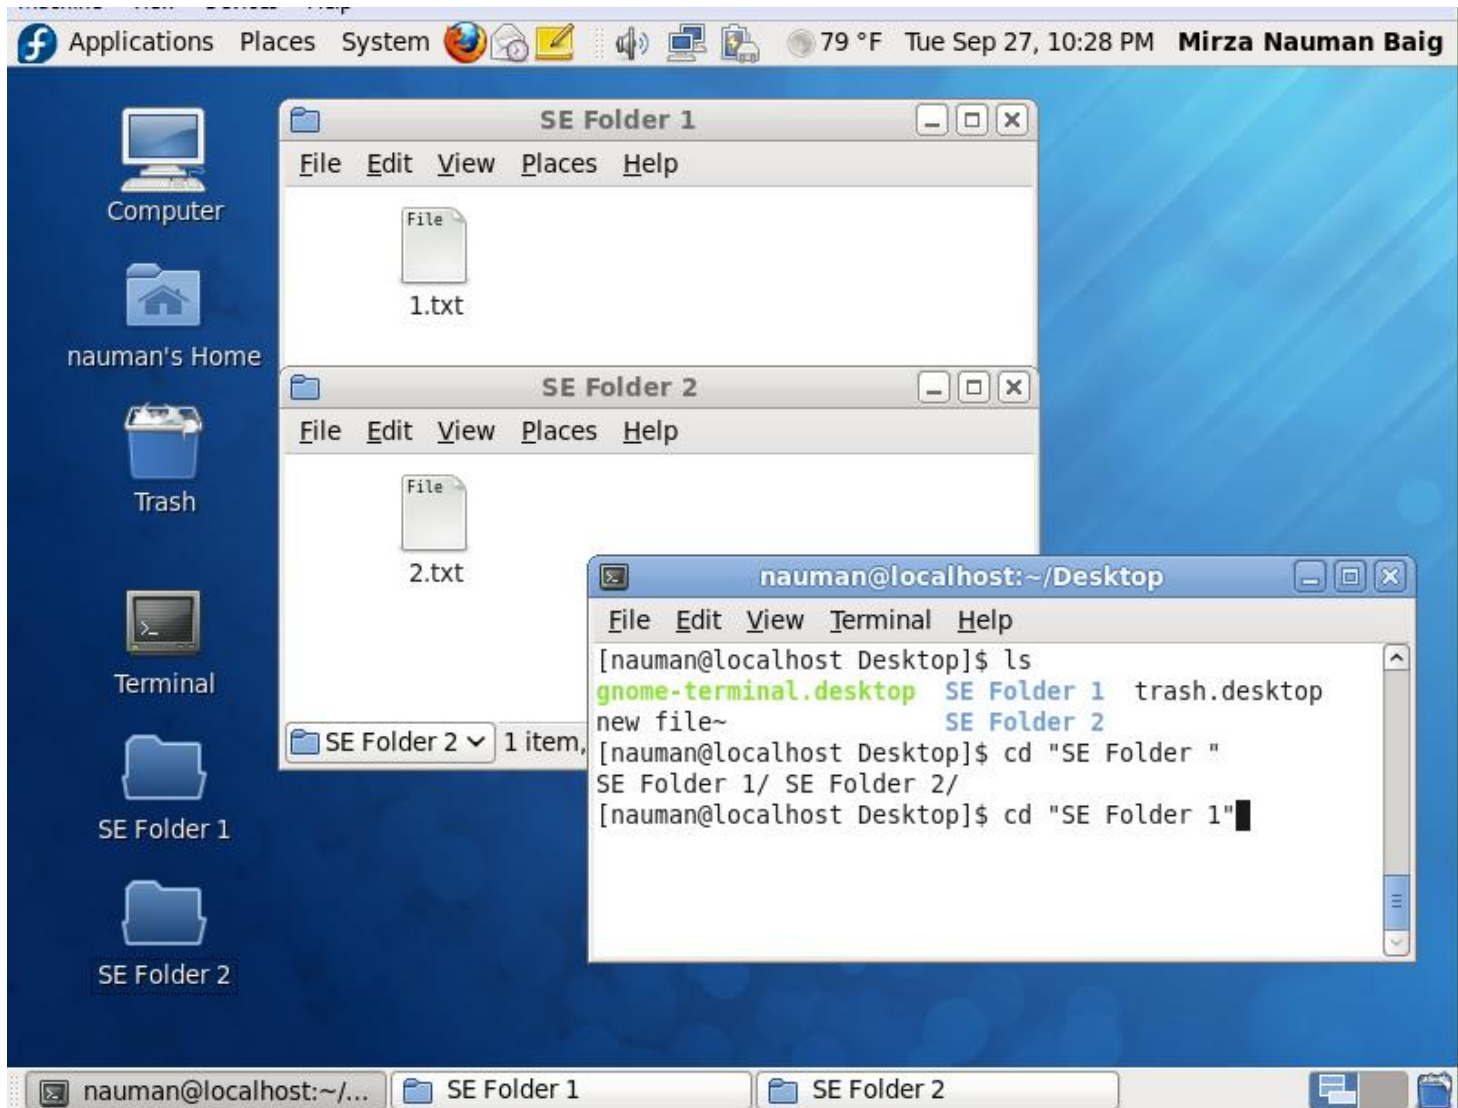 Applications Places System 79 °F Tue Sep 27, 10:28 PM Mirza Nauman Baig
Computer
nauman's Home
Trash
Terminal
SE Folder 1
SE Folder 2
SE Folder 1
File Edit View Places Help
File
1.txt
SE Folder 2
File Edit View Places Help
File
2.txt
SE Folder 2 1 item,
nauman@localhost:~/Desktop
File Edit View Terminal Help
[nauman@localhost Desktop]$ ls
gnome-terminal.desktop SE Folder 1 trash.desktop
new file~ SE Folder 2
[nauman@localhost Desktop]$ cd "SE Folder "
SE Folder 1/ SE Folder 2/
[nauman@localhost Desktop]$ cd "SE Folder 1"
nauman@localhost:~/... SE Folder 1 SE Folder 2